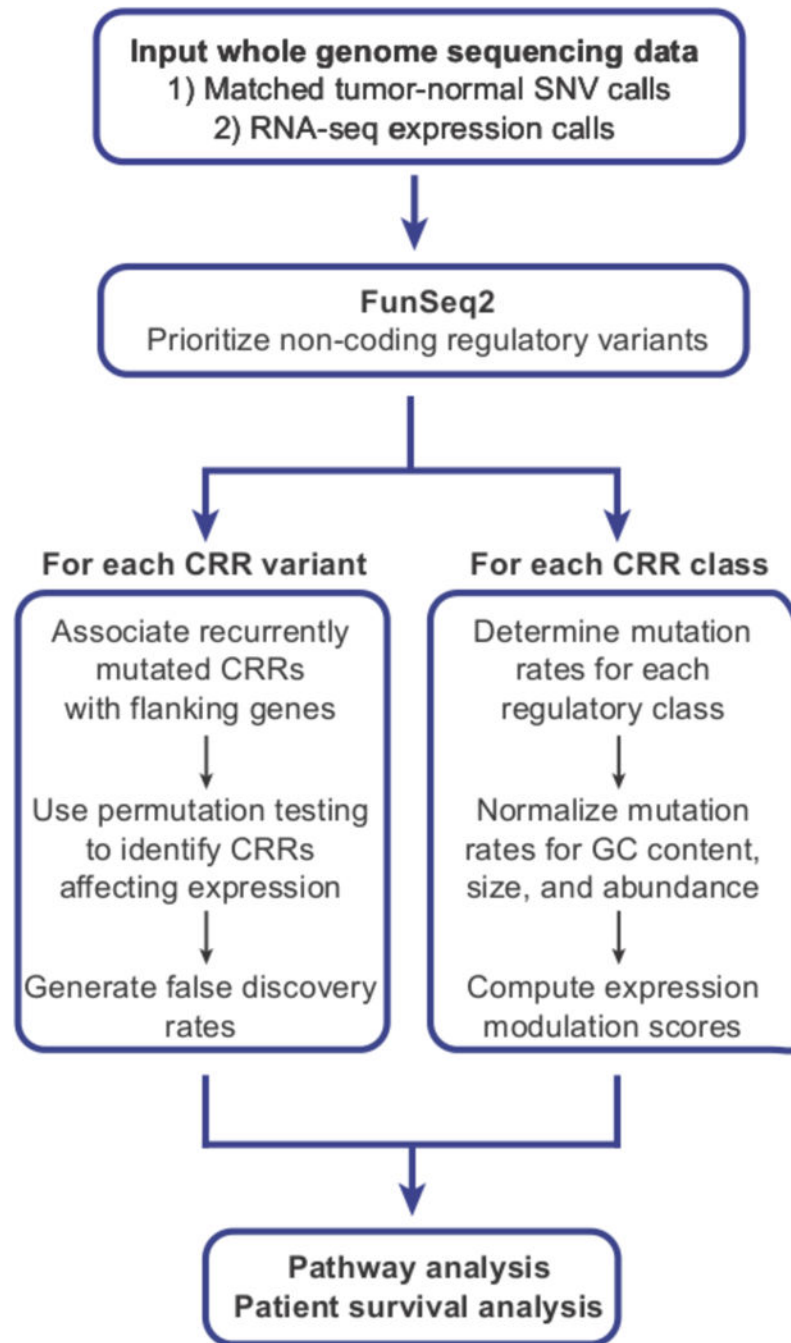 Input whole genome sequencing data
1) Matched tumor-normal SNV calls
2) RNA-seq expression calls
FunSeq2
Prioritize non-coding regulatory variants
For each CRR variant
Associate recurrently
mutated CRRs
with flanking genes
Use permutation testing
to identify CRRs
affecting expression
Generate false discovery
rates
For each CRR class
Determine mutation
rates for each
regulatory class
Normalize mutation
rates for GC content,
size, and abundance
Compute expression
modulation scores
Pathway analysis
Patient survival analysis